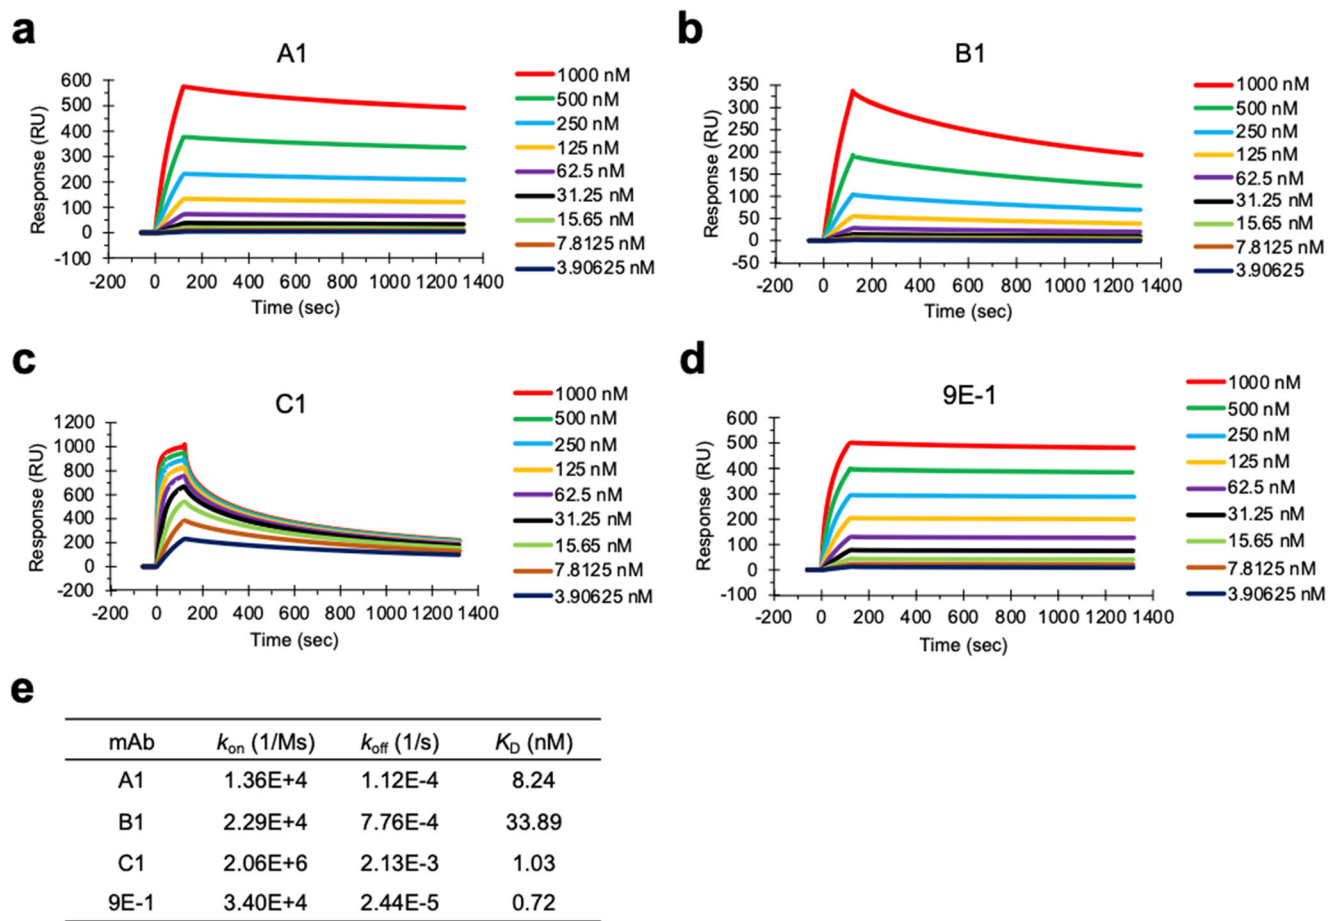 a
A1
600
500
400
300
200
100
0
-100
Response (RU)
-200 0 200 400 600 800 1000 1200 1400
Time (sec)
1000 nM
500 nM
250 nM
125 nM
62.5 nM
31.25 nM
15.65 nM
7.8125 nM
3.90625 nM
b
B1
350
300
250
200
150
100
50
0
-50
Response (RU)
-200 0 200 400 600 800 1000 1200 1400
Time (sec)
1000 nM
500 nM
250 nM
125 nM
62.5 nM
31.25 nM
15.65 nM
7.8125 nM
3.90625
c
C1
1200
1000
800
600
400
200
0
-200
Response (RU)
-200 0 200 400 600 800 1000 1200 1400
Time (sec)
1000 nM
500 nM
250 nM
125 nM
62.5 nM
31.25 nM
15.65 nM
7.8125 nM
3.90625 nM
d
9E-1
600
500
400
300
200
100
0
-100
Response (RU)
-200 0 200 400 600 800 1000 1200 1400
Time (sec)
1000 nM
500 nM
250 nM
125 nM
62.5 nM
31.25 nM
15.65 nM
7.8125 nM
3.90625 nM
e
mAb kon (1/Ms) koff (1/s) KD (nM)
A1 1.36E+4 1.12E-4 8.24
B1 2.29E+4 7.76E-4 33.89
C1 2.06E+6 2.13E-3 1.03
9E-1 3.40E+4 2.44E-5 0.72